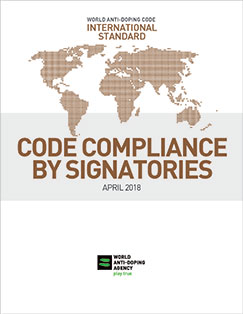 WORLD ANTI-DOPING CODE
INTERNATIONAL
STANDARD
CODE COMPLIANCE
BY SIGNATORIES
APRIL 2018
WORLD
ANTI-DOPING
AGENCY
play true